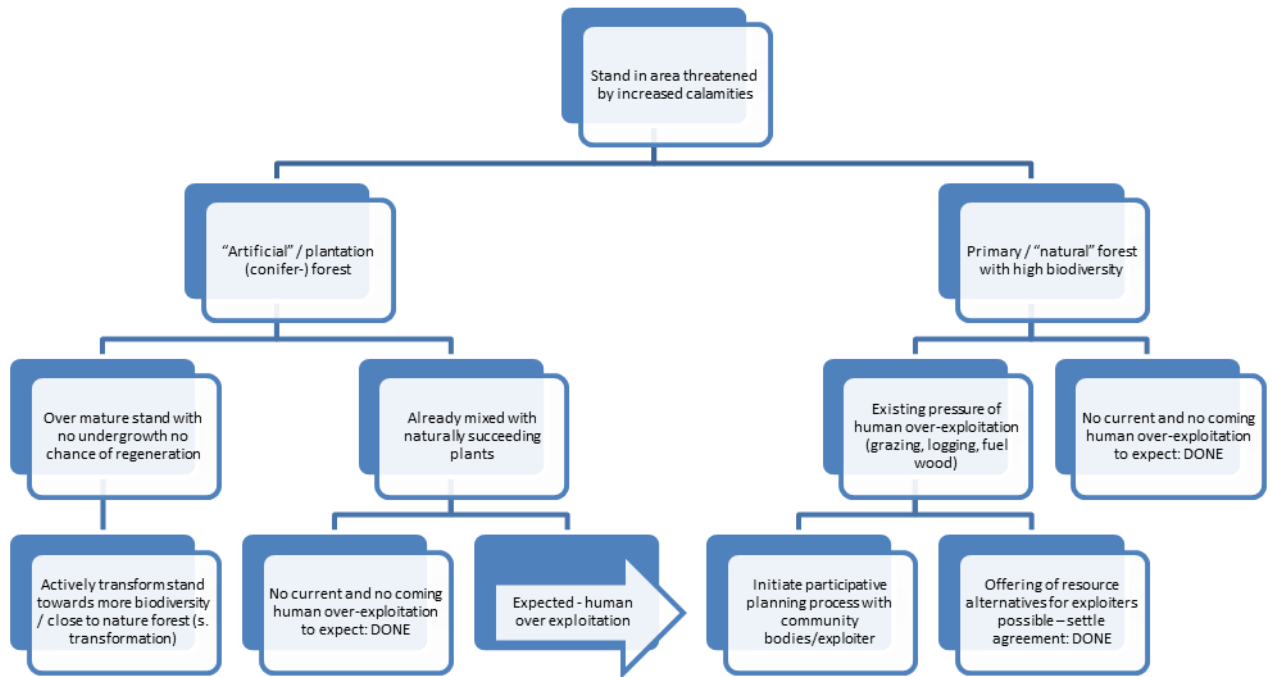 Stand in area threatened
by increased calamities
“Artificial” / plantation
(conifer-) forest
Primary / “natural” forest
with high biodiversity
Over mature stand with
no undergrowth no
chance of regeneration
Already mixed with
naturally succeeding
plants
Existing pressure of
human over-exploitation
(grazing, logging, fuel
wood)
No current and no coming
human over-exploitation
to expect: DONE
Actively transform stand
towards more biodiversity
/ close to nature forest (s.
transformation)
No current and no coming
human over-exploitation
to expect: DONE
Expected - human
over exploitation
Initiate participative
planning process with
community
bodies/exploiter
Offering of resource
alternatives for exploiters
possible – settle
agreement: DONE